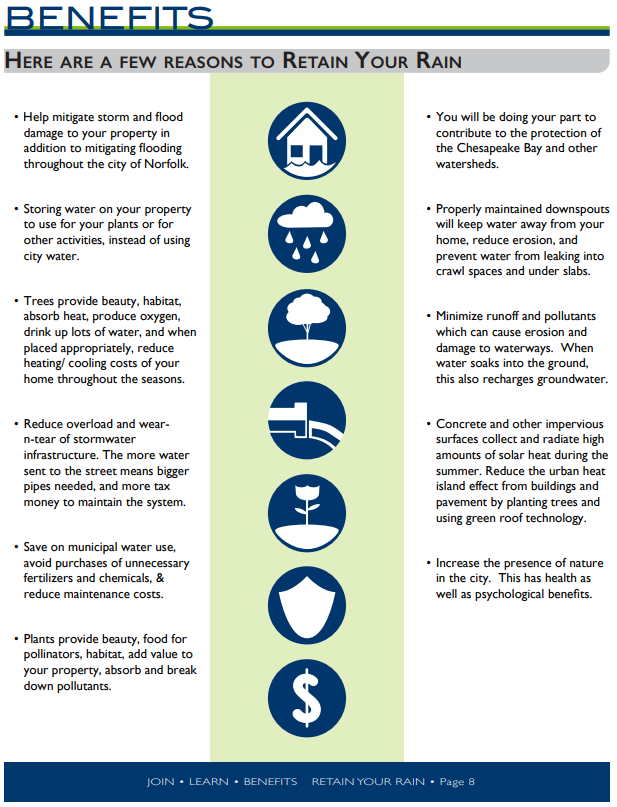 BENEFITS
HERE ARE A FEW REASONS TO RETAIN YOUR RAIN
• Help mitigate storm and flood
damage to your property in
addition to mitigating flooding
throughout the city of Norfolk.
• Storing water on your property
to use for your plants or for
other activities, instead of using
city water.
• Trees provide beauty, habitat,
absorb heat, produce oxygen,
drink up lots of water, and when
placed appropriately, reduce
heating/ cooling costs of your
home throughout the seasons.
• Reduce overload and wear-
n-tear of stormwater
infrastructure. The more water
sent to the street means bigger
pipes needed, and more tax
money to maintain the system.
• Save on municipal water use,
avoid purchases of unnecessary
fertilizers and chemicals, &
reduce maintenance costs.
• Plants provide beauty, food for
pollinators, habitat, add value to
your property, absorb and break
down pollutants.
$
• You will be doing your part to
contribute to the protection of
the Chesapeake Bay and other
watersheds.
• Properly maintained downspouts
will keep water away from your
home, reduce erosion, and
prevent water from leaking into
crawl spaces and under slabs.
• Minimize runoff and pollutants
which can cause erosion and
damage to waterways. When
water soaks into the ground,
this also recharges groundwater.
• Concrete and other impervious
surfaces collect and radiate high
amounts of solar heat during the
summer. Reduce the urban heat
island effect from buildings and
pavement by planting trees and
using green roof technology.
• Increase the presence of nature
in the city. This has health as
well as psychological benefits.
JOIN • LEARN • BENEFITS RETAIN YOUR RAIN • Page 8